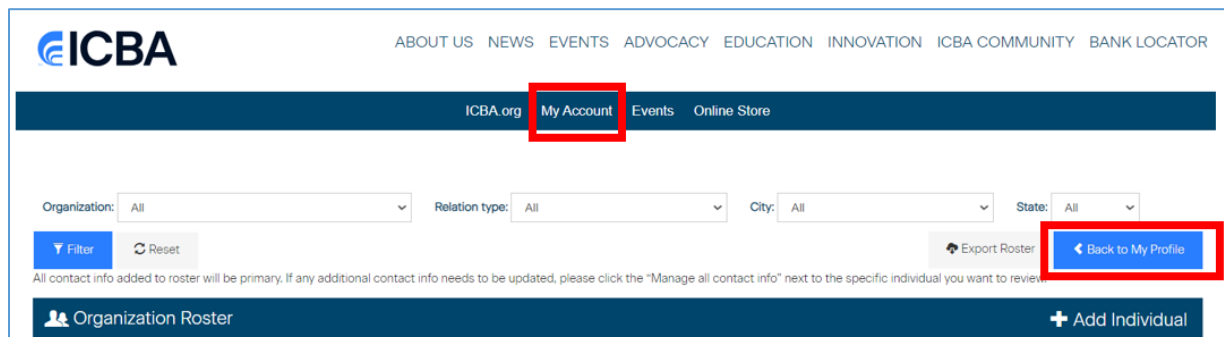 ICBA
ABOUT US NEWS EVENTS ADVOCACY EDUCATION INNOVATION ICBA COMMUNITY BANK LOCATOR
ICBA.org My Account Events Online Store
Organization: All Relation type: All City: All State: All
Filter Reset Export Roster Back to My Profile
All contact info added to roster will be primary. If any additional contact info needs to be updated, please click the "Manage all contact info" next to the specific individual you want to review.
Organization Roster Add Individual